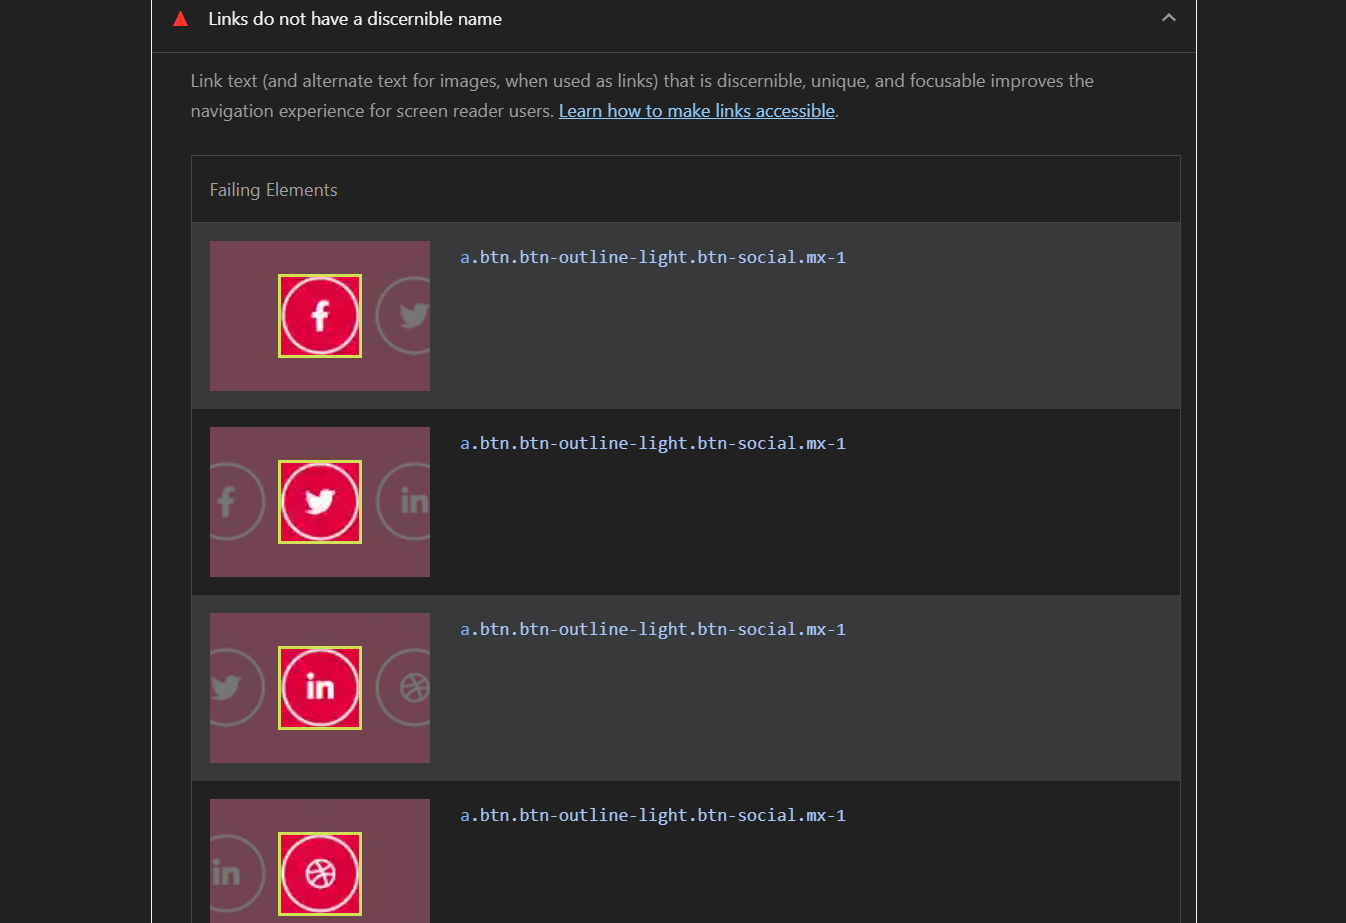 Links do not have a discernible name
Link text (and alternate text for images, when used as links) that is discernible, unique, and focusable improves the
navigation experience for screen reader users. Learn how to make links accessible.
Failing Elements
a.btn.btn-outline-light.btn-social.mx-1
a.btn.btn-outline-light.btn-social.mx-1
a.btn.btn-outline-light.btn-social.mx-1
a.btn.btn-outline-light.btn-social.mx-1